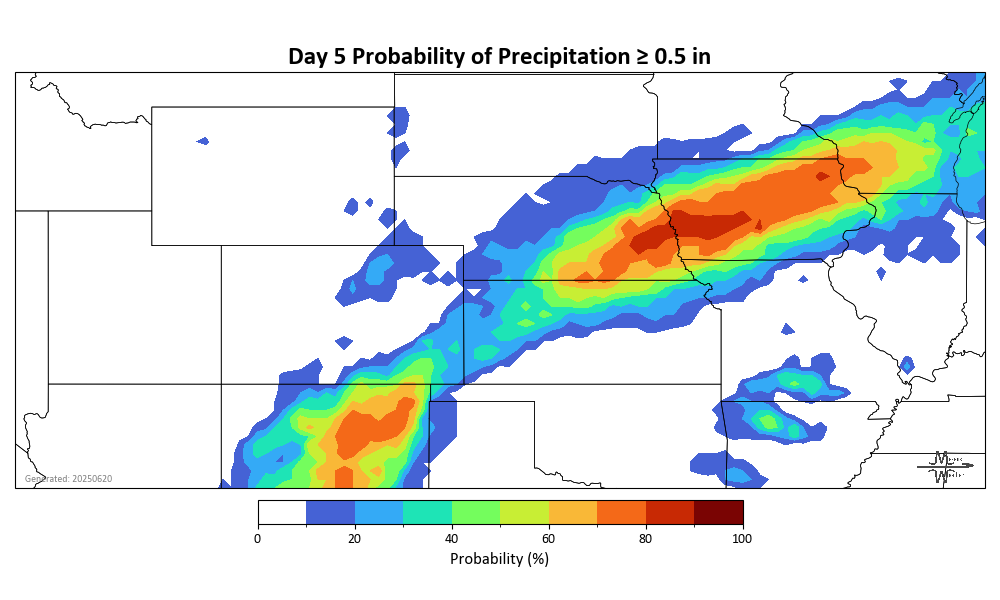 Day 5 Probability of Precipitation ≥ 0.5 in
Generated: 20250620
0 20 40 60 80 100
Probability (%)